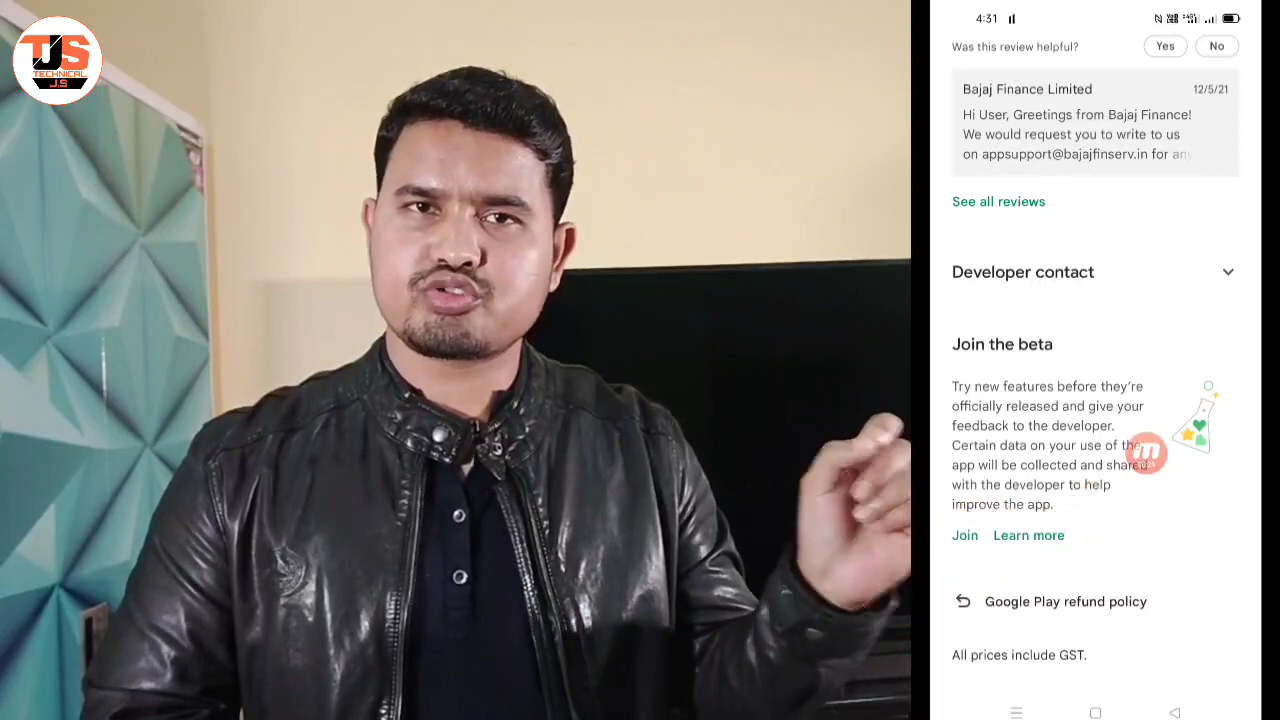 TJS
TECHNICAL
J.S
4:31
Was this review helpful?
Yes
No
Bajaj Finance Limited
12/5/21
Hi User, Greetings from Bajaj Finance!
We would request you to write to us
on appsupport@bajajfinserv.in for any
See all reviews
Developer contact
Join the beta
Try new features before they're
officially released and give your
feedback to the developer.
Certain data on your use of the
app will be collected and shared
with the developer to help
improve the app.
Join
Learn more
Google Play refund policy
All prices include GST.